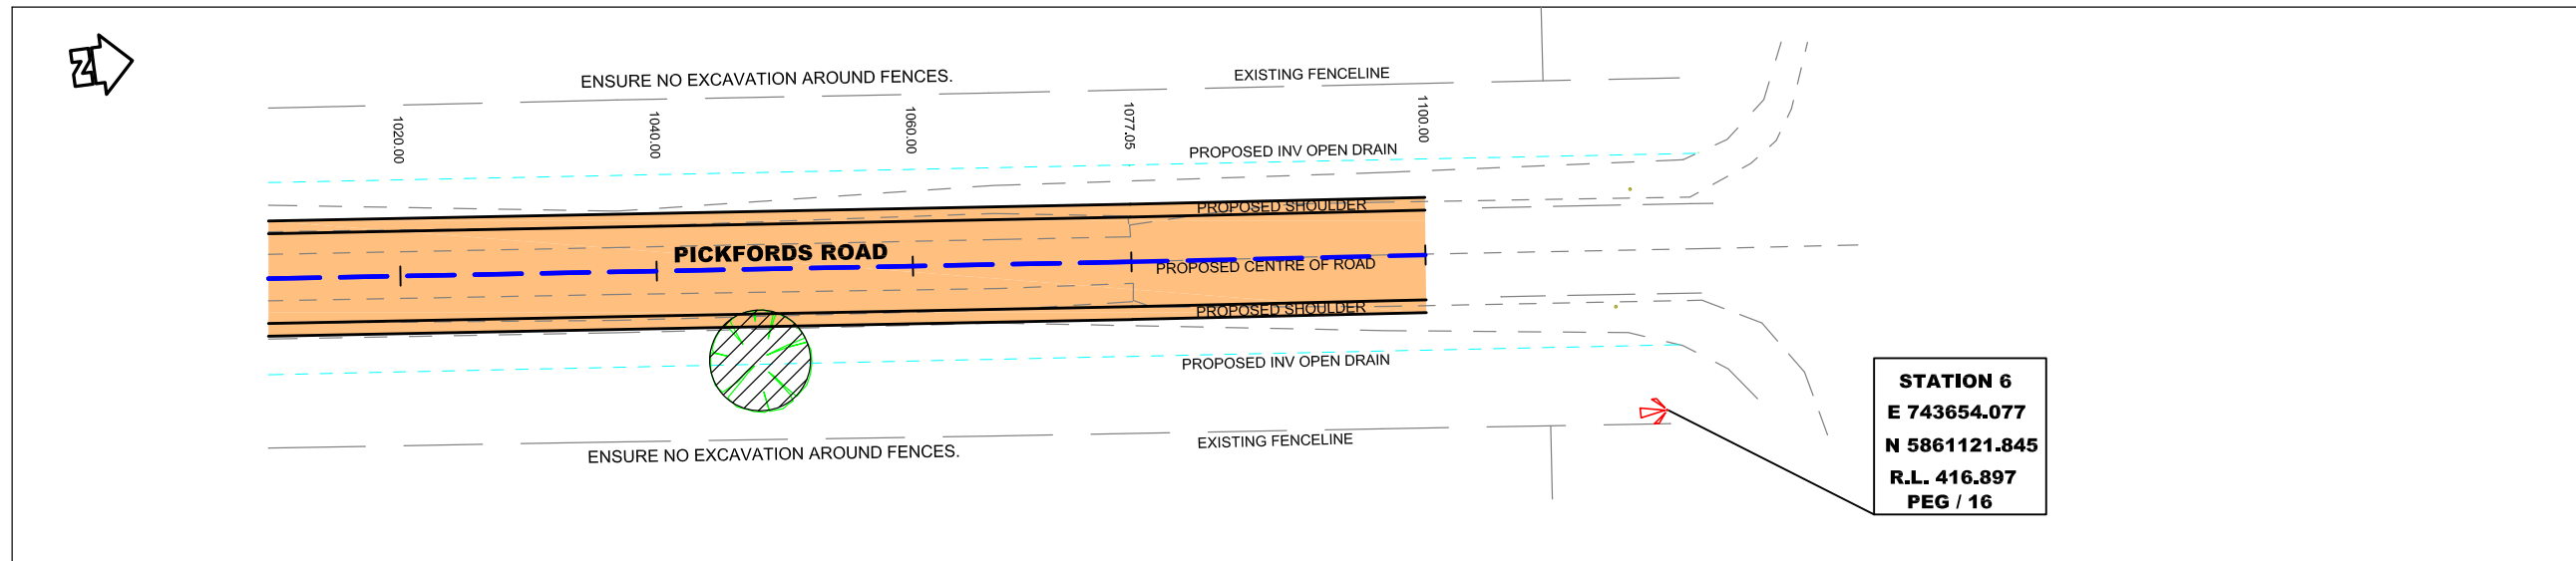 N
ENSURE NO EXCAVATION AROUND FENCES.
EXISTING FENCELINE
1020.00
1040.00
1060.00
1077.05
1100.00
PROPOSED INV OPEN DRAIN
PROPOSED SHOULDER
PICKFORDS ROAD
PROPOSED CENTRE OF ROAD
PROPOSED SHOULDER
PROPOSED INV OPEN DRAIN
EXISTING FENCELINE
ENSURE NO EXCAVATION AROUND FENCES.
STATION 6
E 743654.077
N 5861121.845
R.L. 416.897
PEG / 16